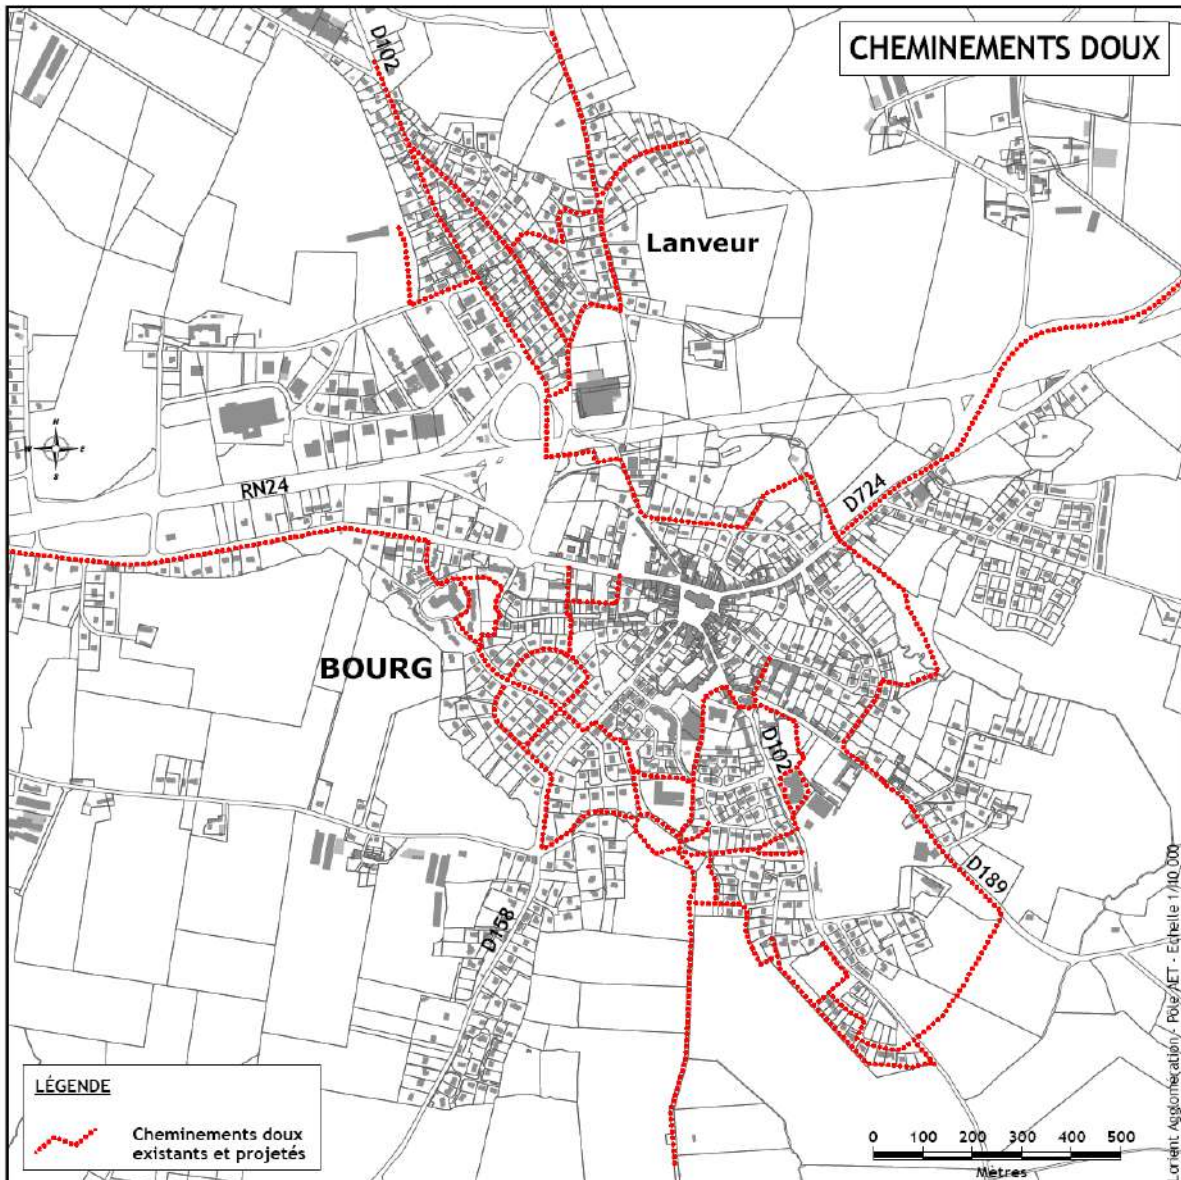 CHEMINEMENTS DOUX
D102
Lanveur
N
W E
S
RN24
D724
BOURG
D102
D189
D158
LÉGENDE
Cheminements doux
existants et projetés
0 100 200 300 400 500
Mètres
Lorient Agglomération - Pôle AET - Echelle 1/10 000